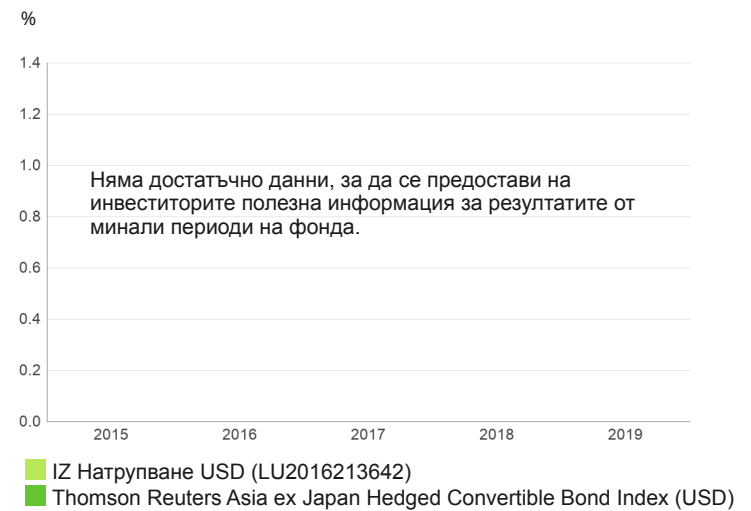 %
1.4
1.2
1.0
Няма достатъчно данни, за да се предостави на
инвеститорите полезна информация за резултатите от
0.8
минали периоди на фонда.
0.6
0.4
0.2
0.0
2015 2016 2017 2018 2019
IZ Натрупване USD (LU2016213642)
Thomson Reuters Asia ex Japan Hedged Convertible Bond Index (USD)